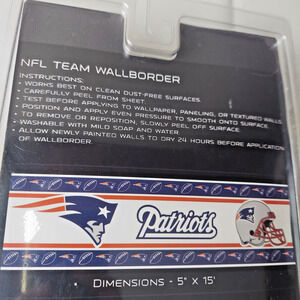 NFL TEAM WALLBORDER
INSTRUCTIONS:
• WORKS BEST ON CLEAN DUST-FREE SURFACES.
• CAREFULLY PEEL FROM SHEET.
• TEST BEFORE APPLYING TO WALLPAPER, PANELING, OR TEXTURED WALLS.
• POSITION AND APPLY EVEN PRESSURE TO SMOOTH ONTO SURFACE.
• TO REMOVE OR REPOSITION, SLOWLY PEEL OFF SURFACE.
• WASHABLE WITH MILD SOAP AND WATER.
• ALLOW NEWLY PAINTED WALLS TO DRY 24 HOURS BEFORE APPLICATIONS
OF WALLBORDER.
Patriots
DIMENSIONS - 5" X 15'